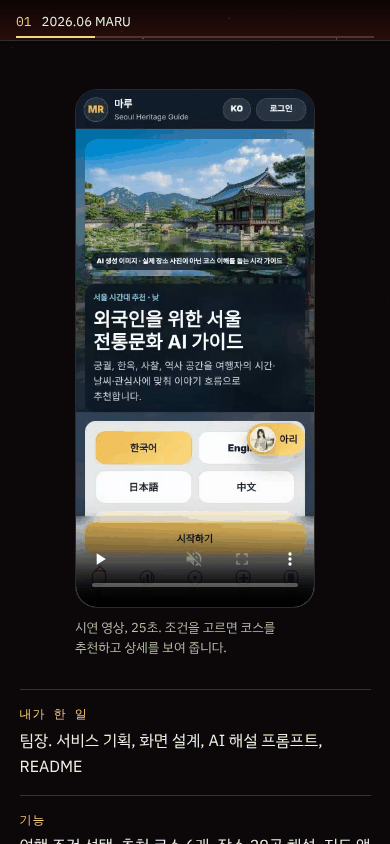 01 2026.06 MARU
MR
마루
Seoul Heritage Guide
KO
로그인
AI 생성 이미지 · 실제 장소 사진이 아닌 코스 이해를 돕는 시각 가이드
서울 시간대 추천 · 낮
외국인을 위한 서울
전통문화 AI 가이드
궁궐, 한옥, 사찰, 역사 공간을 여행자의 시간·
날씨·관심사에 맞춰 이야기 흐름으로
추천합니다.
한국어
아리
日本語
中文
시작하기
시연 영상, 25초. 조건을 고르면 코스를
추천하고 상세를 보여 줍니다.
내가 한 일
팀장. 서비스 기획, 화면 설계, AI 해설 프롬프트,
README
기능